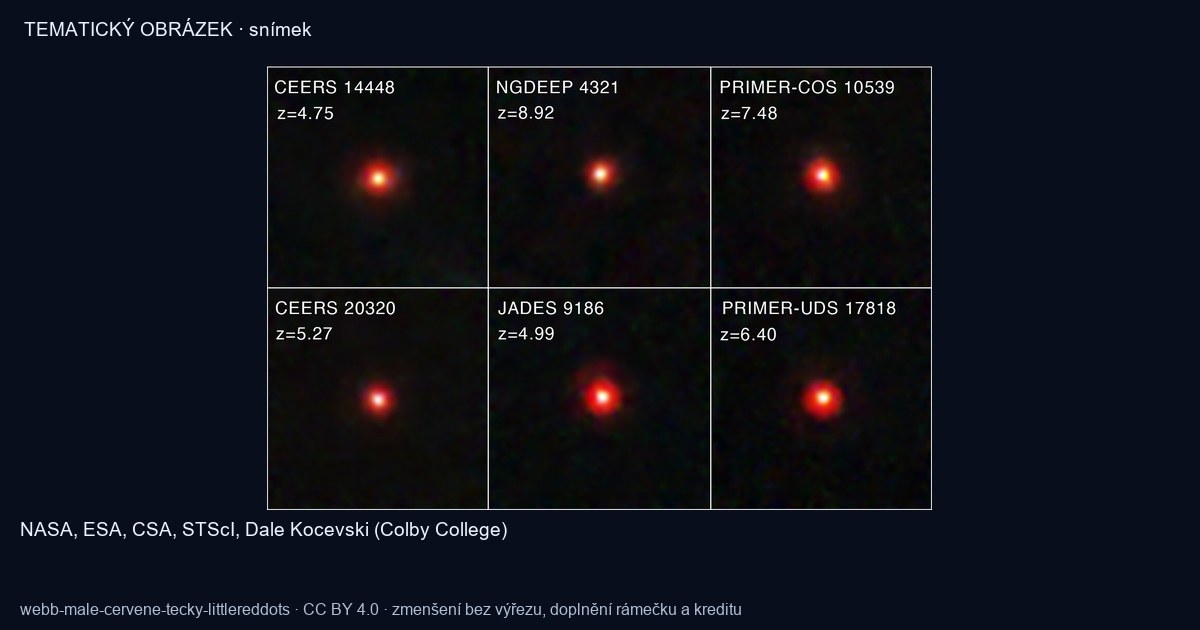 TEMATICKÝ OBRÁZEK · snímek
CEERS 14448
z=4.75
NGDEEP 4321
z=8.92
PRIMER-COS 10539
z=7.48
CEERS 20320
z=5.27
JADES 9186
z=4.99
PRIMER-UDS 17818
z=6.40
NASA, ESA, CSA, STScI, Dale Kocevski (Colby College)
webb-male-cervene-tecky-littlereddots · CC BY 4.0 · zmenšení bez výřezu, doplnění rámečku a kreditu